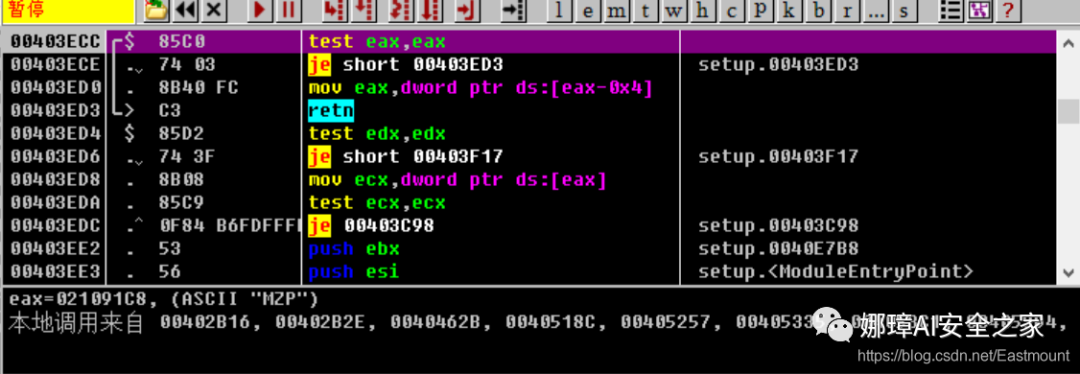 暂停
l e m t w h c p k b r ... s ?
00403ECC $ 85C0 test eax,eax
00403ECE . 74 03 je short 00403ED3 setup.00403ED3
00403ED0 . 8B40 FC mov eax,dword ptr ds:[eax-0x4]
00403ED3 > C3 retn
00403ED4 $ 85D2 test edx,edx
00403ED6 . 74 3F je short 00403F17 setup.00403F17
00403ED8 . 8B08 mov ecx,dword ptr ds:[eax]
00403EDA . 85C9 test ecx,ecx
00403EDC .^ 0F84 B6FDFFFF je 00403C98 setup.00403C98
00403EE2 . 53 push ebx setup.0040E7B8
00403EE3 . 56 push esi setup.<ModuleEntryPoint>
eax=021091C8, (ASCII "MZP")
本地调用来自 00402B16, 00402B2E, 0040462B, 0040518C, 00405257,
娜璋AI安全之家
https://blog.csdn.net/Eastmount